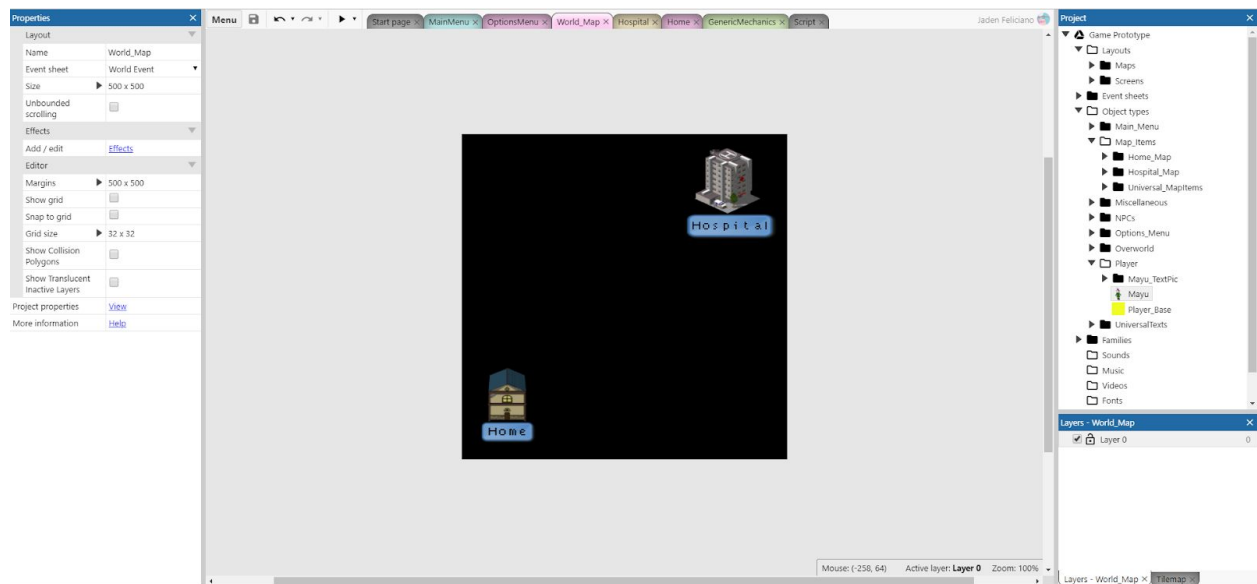 Properties
Layout
Name World_Map
Event sheet World Event
Size 500 x 500
Unbounded
scrolling
Effects
Add / edit Effects
Editor
Margins 500 x 500
Show grid
Snap to grid
Grid size 32 x 32
Show Collision
Polygons
Show Translucent
Inactive Layers
Project properties View
More information Help
Menu
Start page MainMenu OptionsMenu World_Map Hospital Home GenericMechanics Script
Jaden Feliciano
Hospital
Home
Mouse: (-258, 64) Active layer: Layer 0 Zoom: 100%
Project
Game Prototype
Layouts
Maps
Screens
Event sheets
Object types
Main_Menu
Map_Items
Home_Map
Hospital_Map
Universal_MapItems
Miscellaneous
NPCs
Options_Menu
Overworld
Player
Mayu_TextPic
Mayu
Player_Base
UniversalTexts
Families
Sounds
Music
Videos
Fonts
Layers - World_Map
Layer 0 0
Layers - World_Map Tilemap